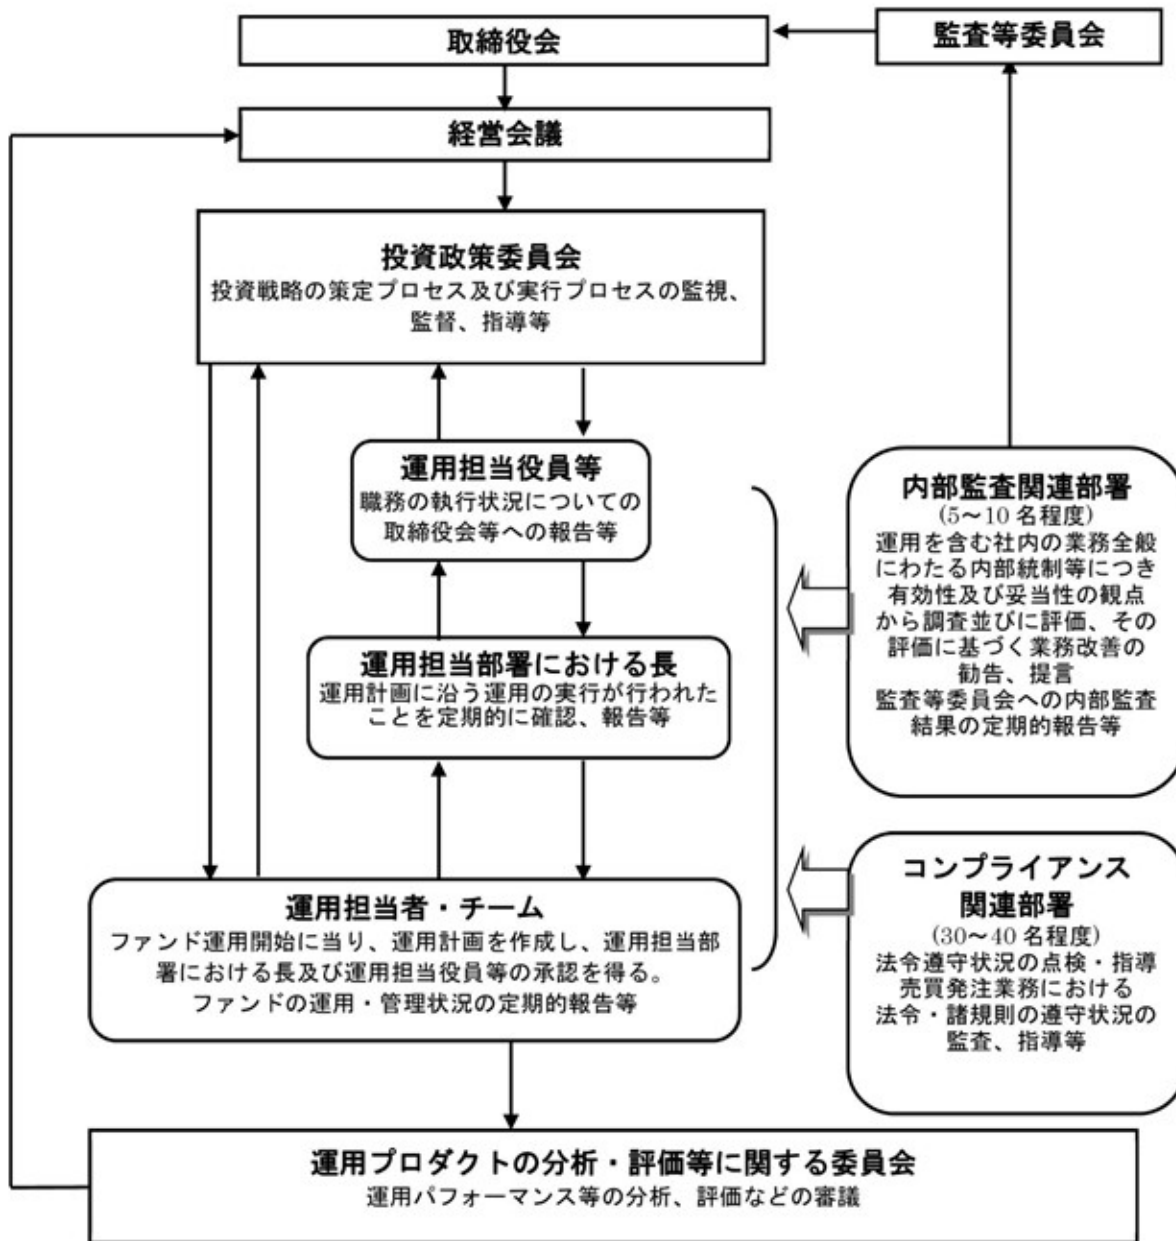 取締役会
監査等委員会
経営会議
投資政策委員会
投資戦略の策定プロセス及び実行プロセスの監視、
監督、指導等
運用担当役員等
職務の執行状況についての
取締役会等への報告等
運用担当部署における長
運用計画に沿う運用の実行が行われた
ことを定期的に確認、報告等
運用担当者・チーム
ファンド運用開始に当り、運用計画を作成し、運用担当部
署における長及び運用担当役員等の承認を得る。
ファンドの運用・管理状況の定期的報告等
内部監査関連部署
(5～10 名程度)
運用を含む社内の業務全般
にわたる内部統制等につき
有効性及び妥当性の観点
から調査並びに評価、その
評価に基づく業務改善の
勧告、提言
監査等委員会への内部監査
結果の定期的報告等
コンプライアンス
関連部署
(30～40 名程度)
法令遵守状況の点検・指導
売買発注業務における
法令・諸規則の遵守状況の
監査、指導等
運用プロダクトの分析・評価等に関する委員会
運用パフォーマンス等の分析、評価などの審議